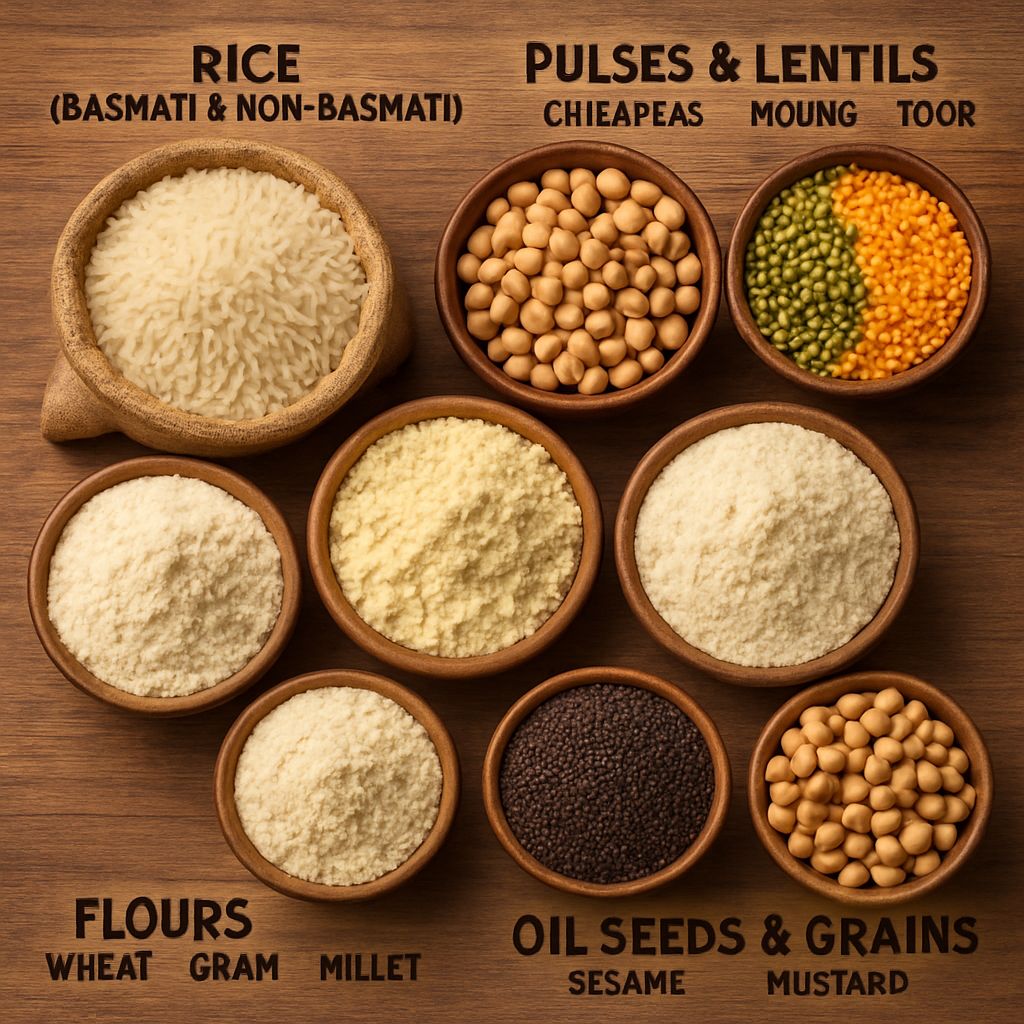 RICE
(BASMATI & NON-BASMATI)
PULSES & LENTILS
CHIEAPEAS MOUNG TOOR
FLOURS
WHEAT GRAM MILLET
OIL SEEDS & GRAINS
SESAME MUSTARD